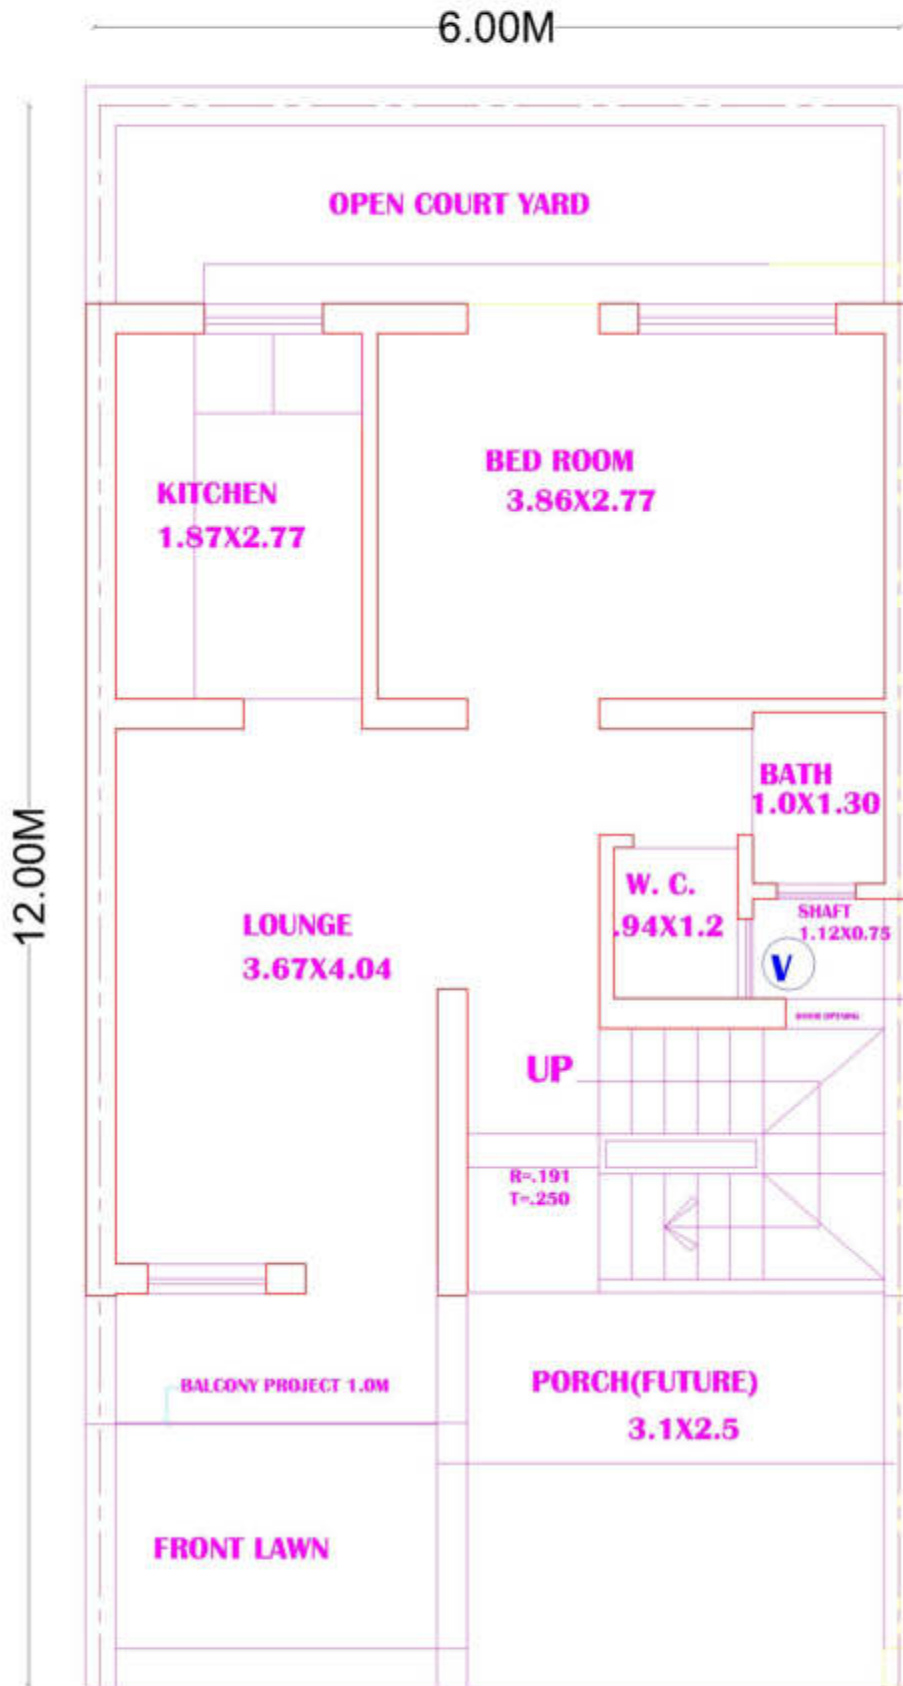 6.00M
OPEN COURT YARD
BED ROOM
3.86X2.77
KITCHEN
1.87X2.77
BATH
1.0X1.30
12.00M
W. C.
.94X1.2
SHAFT
1.12X0.75
LOUNGE
3.67X4.04
V
UP
R=.191
T=.250
BALCONY PROJECT 1.0M
PORCH(FUTURE)
3.1X2.5
FRONT LAWN